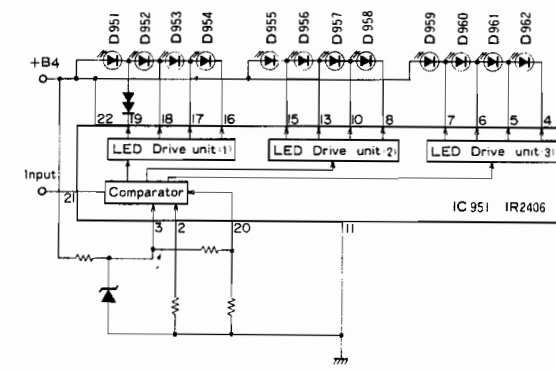 D951 D952 D953 D954 D955 D956 D957 D958 D959 D960 D961 D962
+B4
22 19 18 17 16 15 13 10 8 7 6 5 4
LED Drive unit(1) LED Drive unit(2) LED Drive unit(3)
Input
21
Comparator
IC 951 IR2406
3 2 20 11